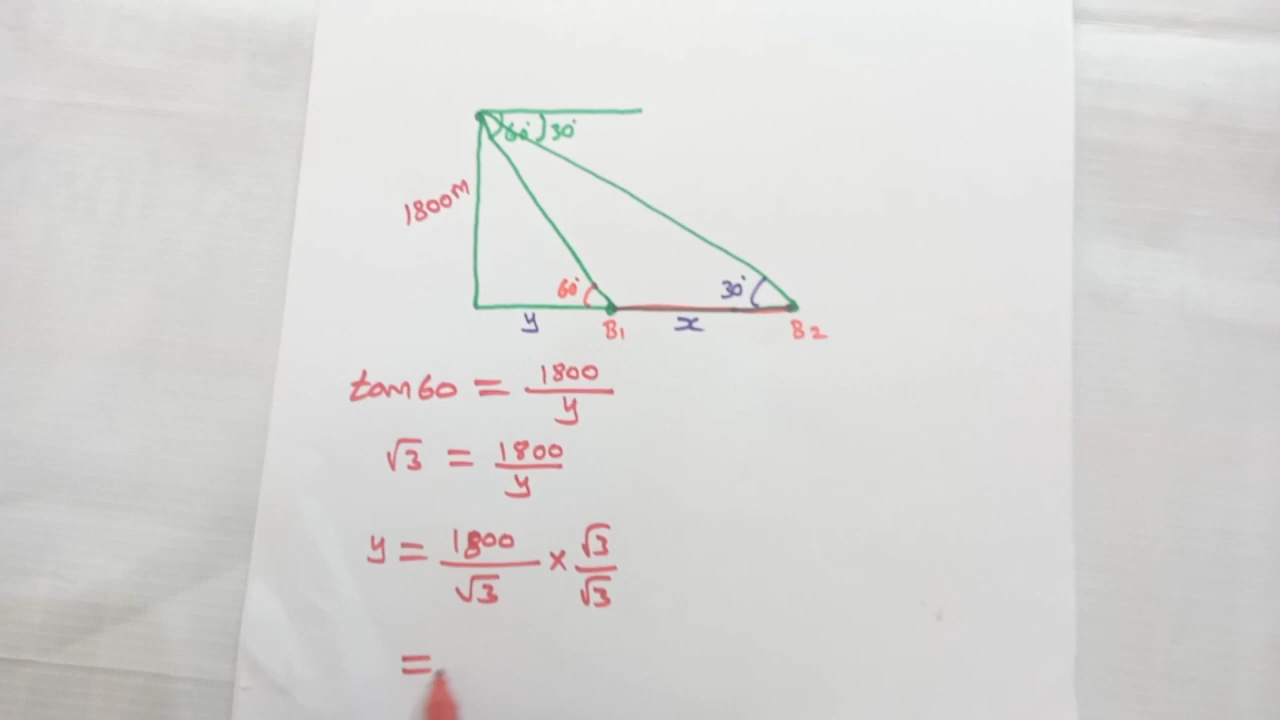 60° 30°
1800m
60° 30°
y B1 x B2
tan60 = 1800/y
√3 = 1800/y
y = 1800/√3 × √3/√3
=